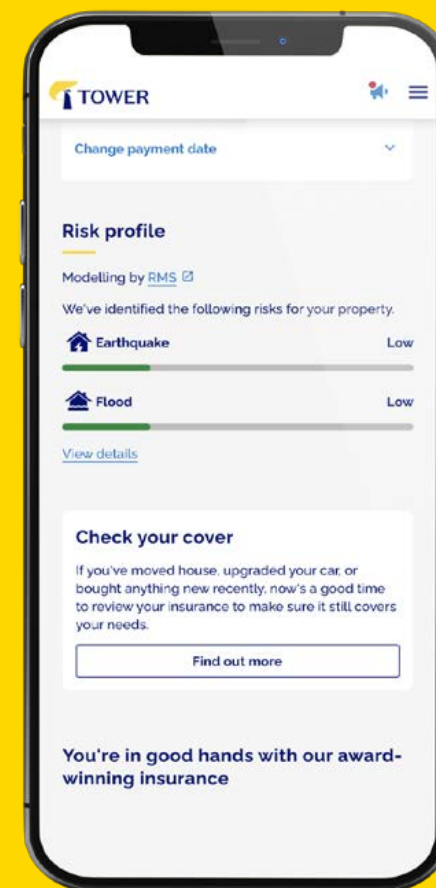 TOWER
Change payment date
Risk profile
Modelling by RMS
We've identified the following risks for your property.
Earthquake Low
Flood Low
View details
Check your cover
If you've moved house, upgraded your car, or
bought anything new recently, now's a good time
to review your insurance to make sure it still covers
your needs.
Find out more
You're in good hands with our award-
winning insurance